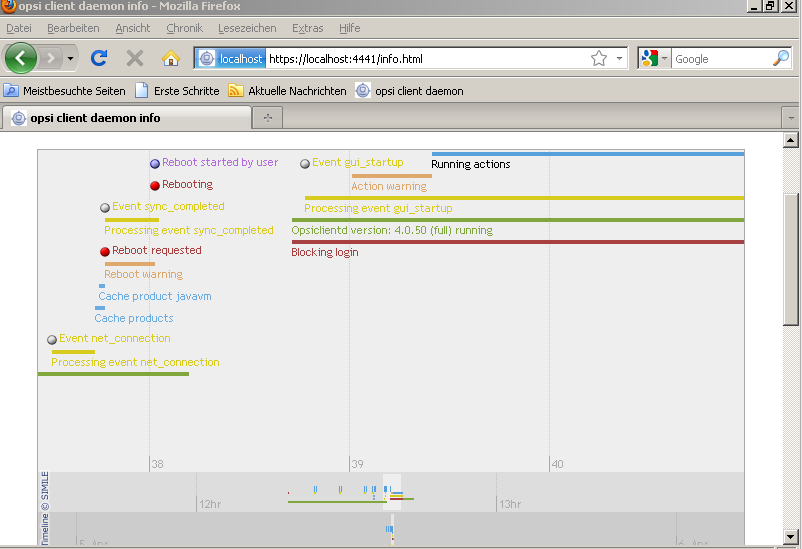 opsi client daemon info - Mozilla Firefox
Datei Bearbeiten Ansicht Chronik Lesezeichen Extras Hilfe
localhost https://localhost:4441/info.html Google
Meistbesuchte Seiten Erste Schritte Aktuelle Nachrichten opsi client daemon
opsi client daemon info
Reboot started by user Event gui_startup Running actions
Rebooting Action warning
Event sync_completed Processing event gui_startup
Processing event sync_completed Opsiclientd version: 4.0.50 (full) running
Reboot requested Blocking login
Reboot warning
Cache product javavm
Cache products
Event net_connection
Processing event net_connection
38 39 40
Timeline © SIMILE
12hr 13hr
5. Apr 6. Apr